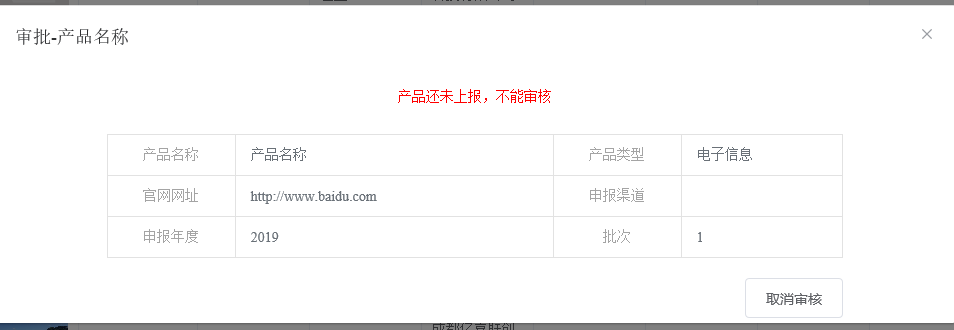 审批-产品名称
产品还未上报，不能审核
产品名称 产品名称 产品类型 电子信息
官网网址 http://www.baidu.com 申报渠道
申报年度 2019 批次 1
取消审核